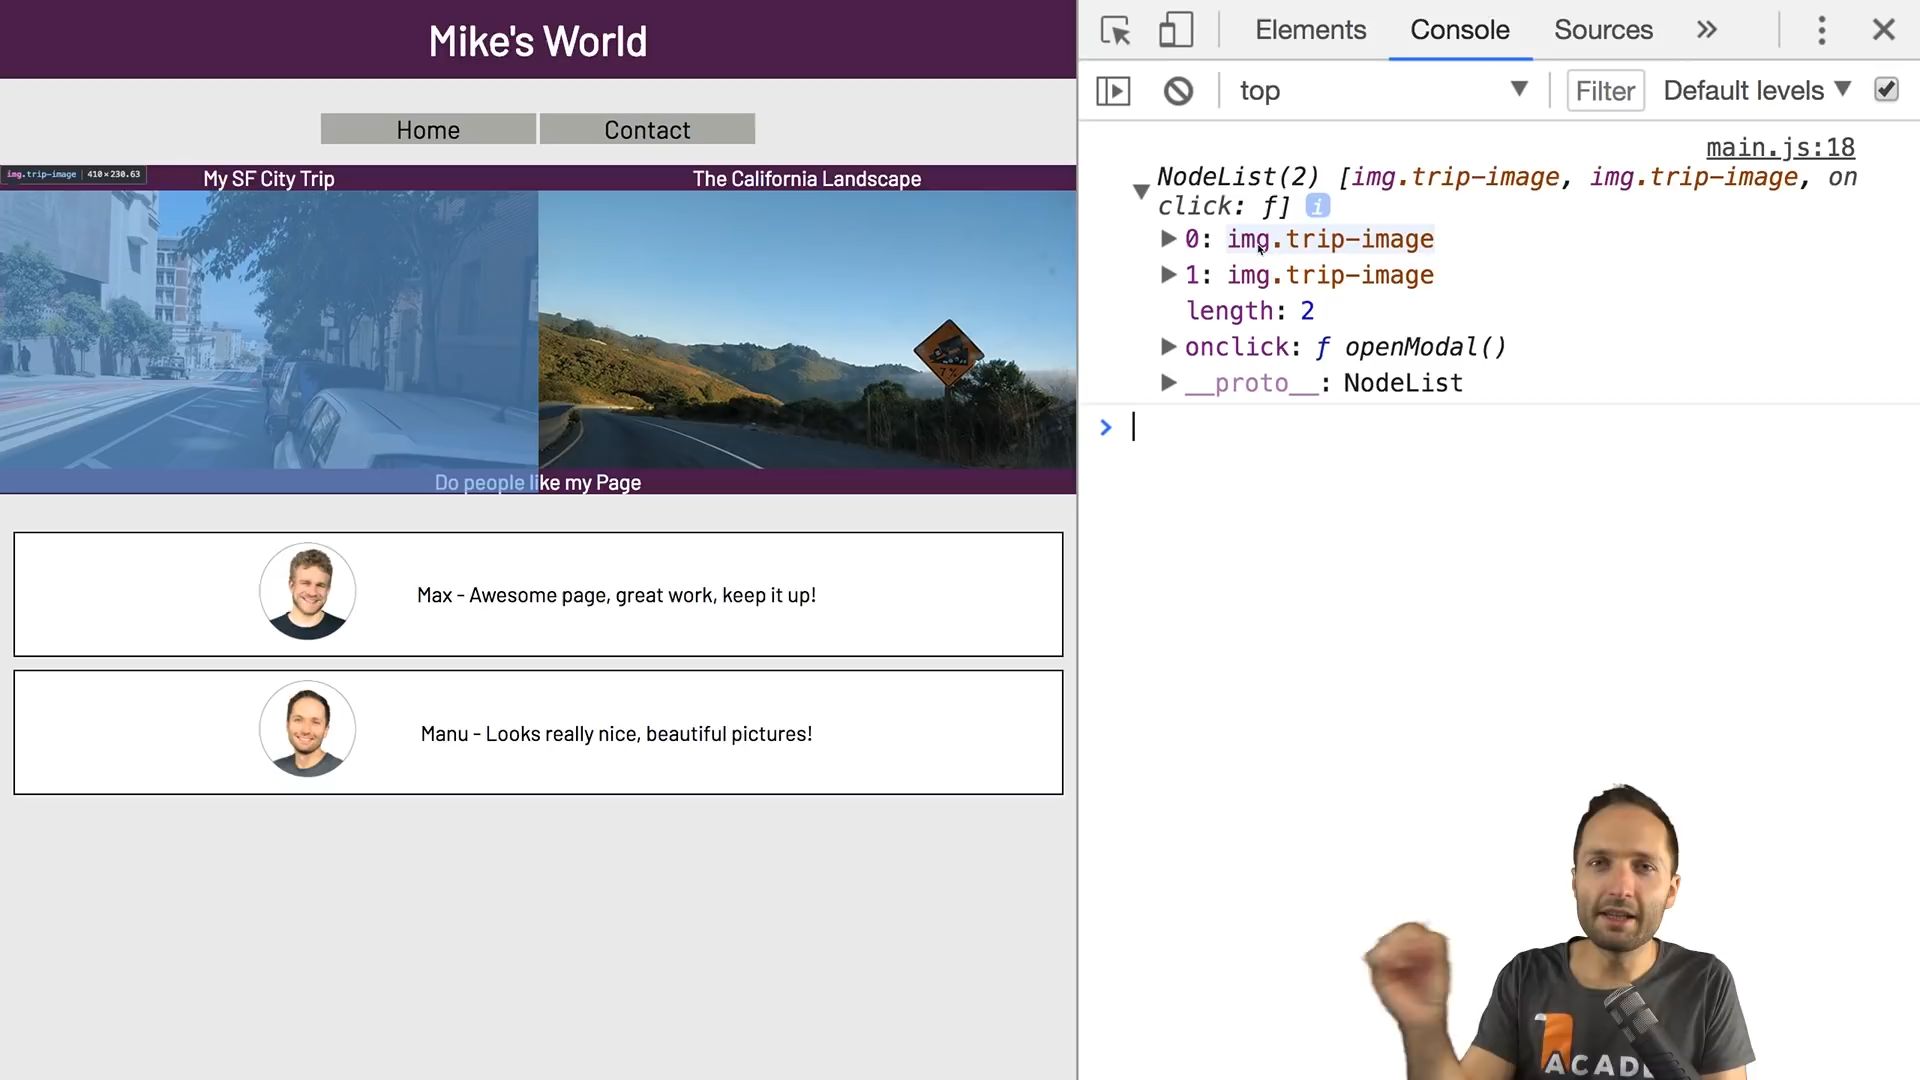 Mike's World
Home
Contact
img.trip-image | 410×230.63
My SF City Trip
The California Landscape
7%
Do people like my Page
Max - Awesome page, great work, keep it up!
Manu - Looks really nice, beautiful pictures!
Elements
Console
Sources
»
top
Filter
Default levels
main.js:18
NodeList(2) [img.trip-image, img.trip-image, on
click: ƒ] i
0: img.trip-image
1: img.trip-image
length: 2
onclick: ƒ openModal()
__proto__: NodeList
>
ACADE